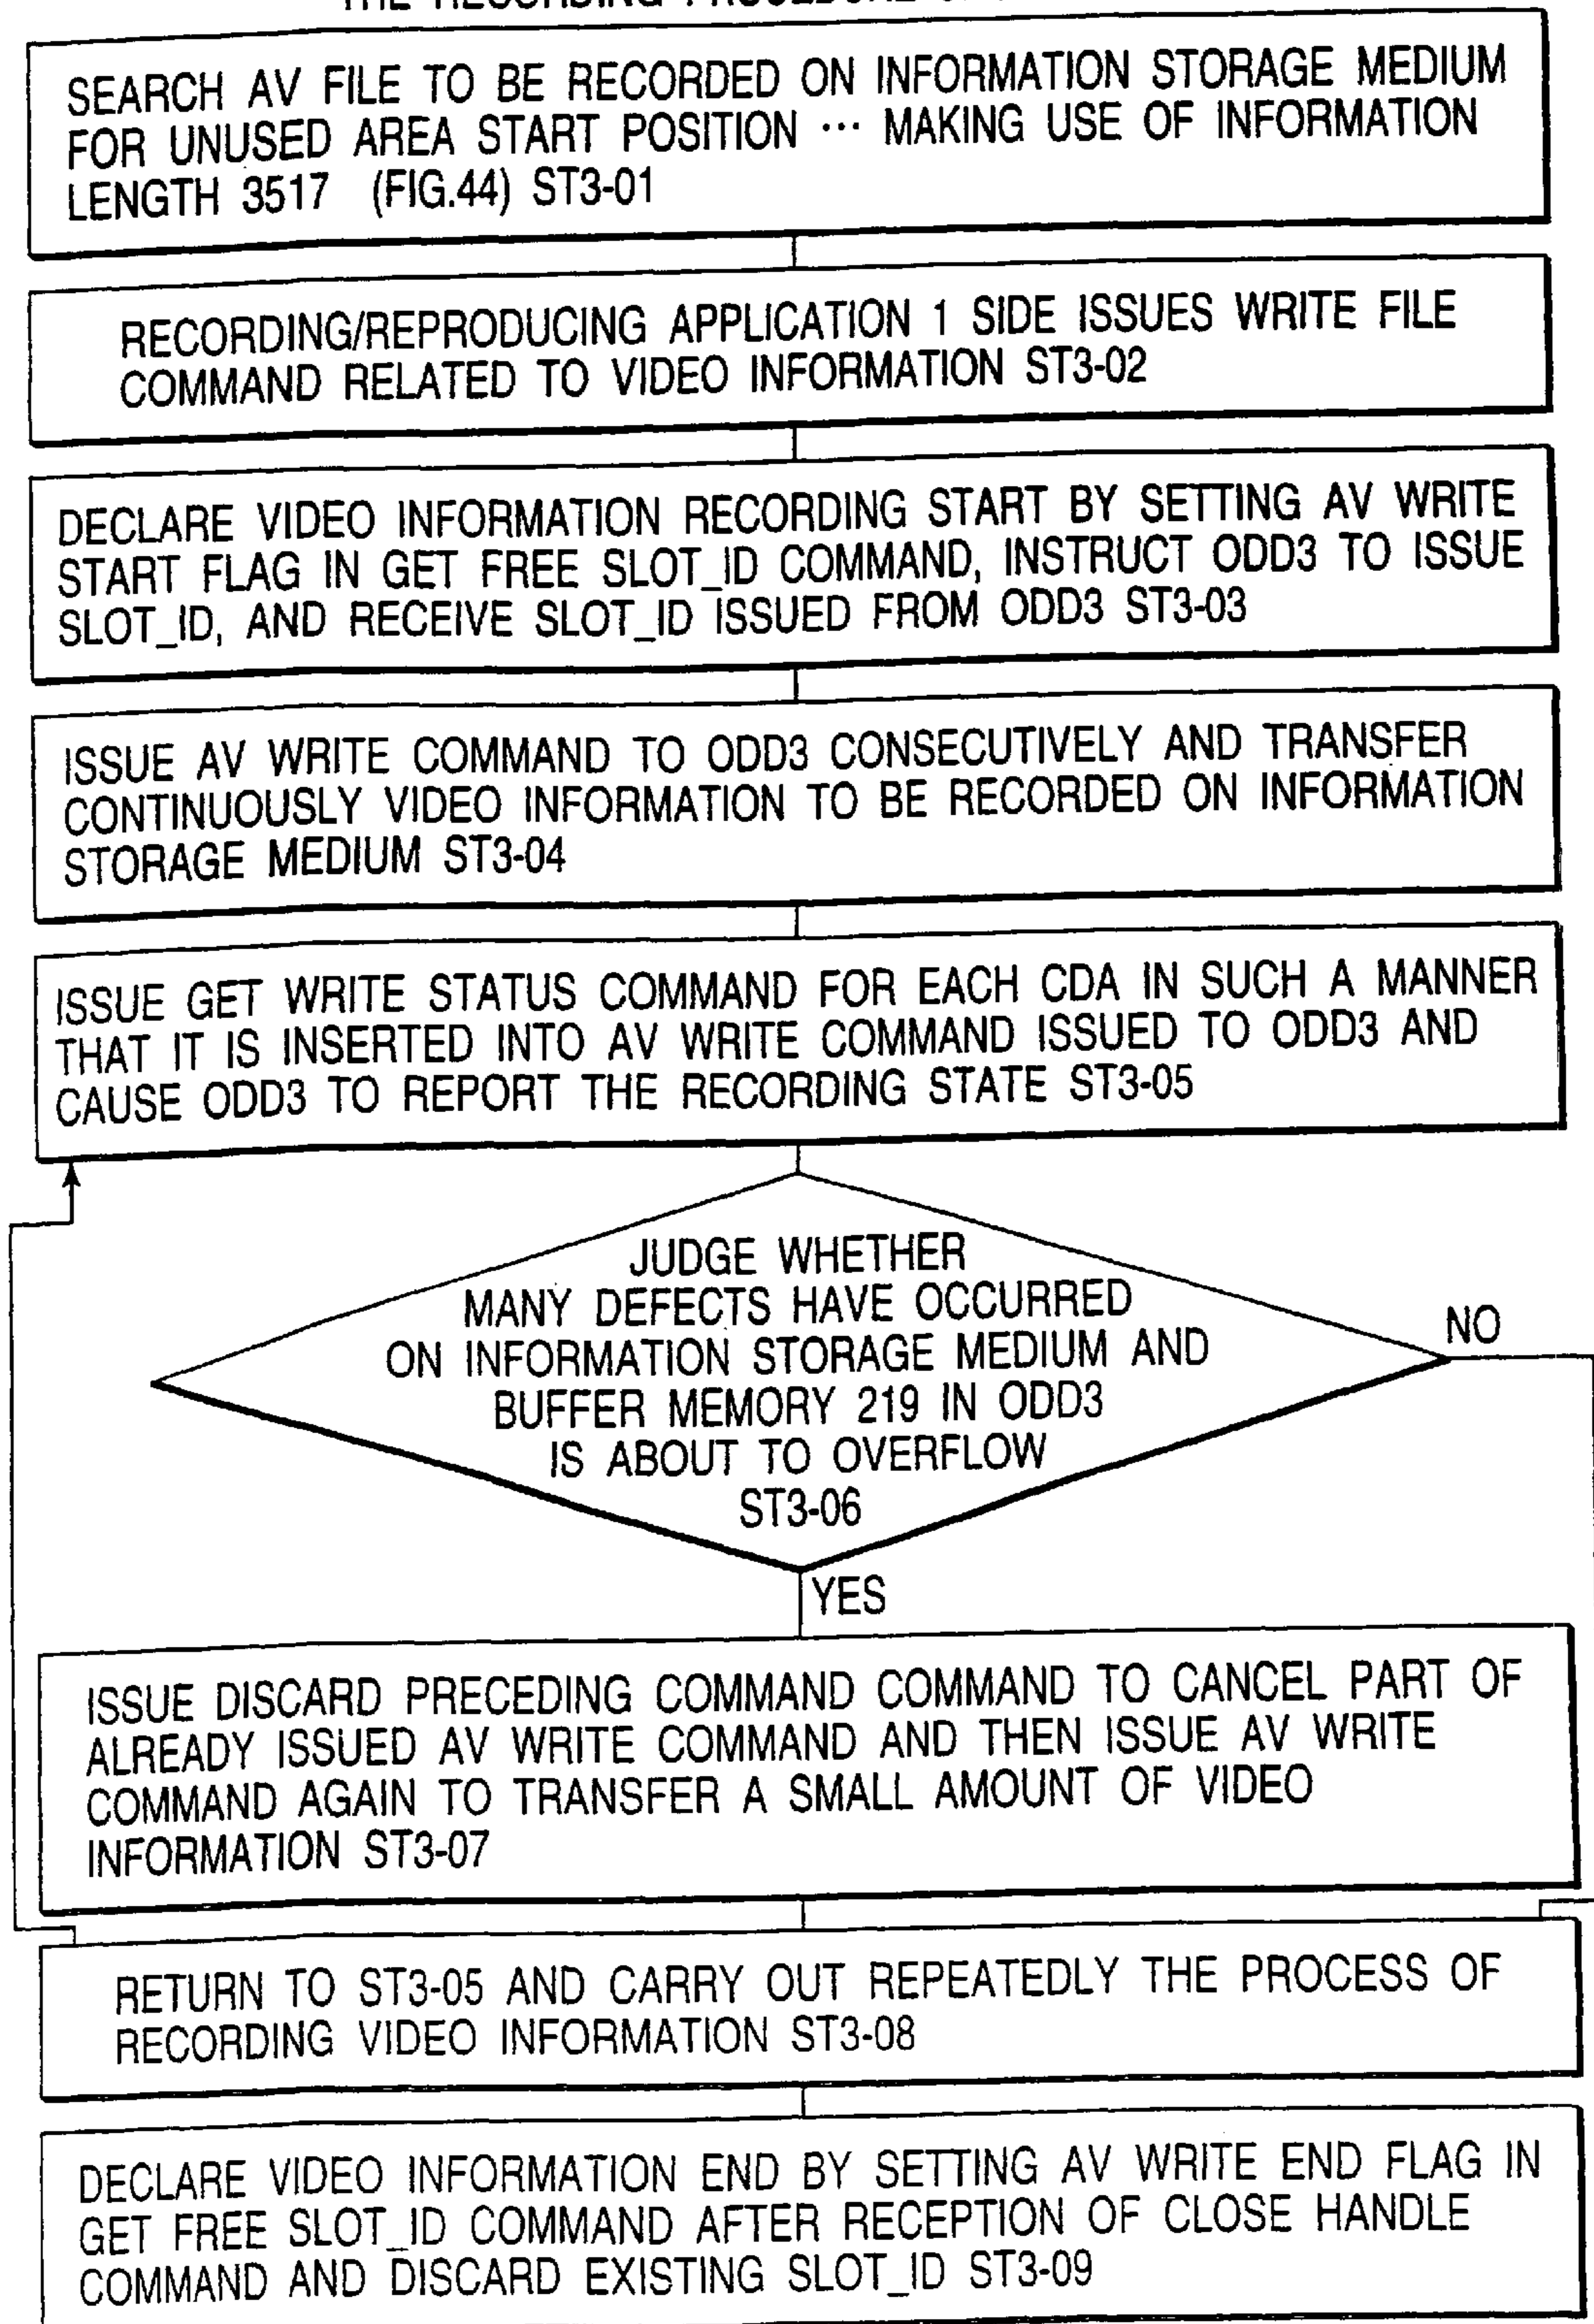 THE RECORDING PROCEDURE
SEARCH AV FILE TO BE RECORDED ON INFORMATION STORAGE MEDIUM
FOR UNUSED AREA START POSITION ··· MAKING USE OF INFORMATION
LENGTH 3517 (FIG.44) ST3-01
RECORDING/REPRODUCING APPLICATION 1 SIDE ISSUES WRITE FILE
COMMAND RELATED TO VIDEO INFORMATION ST3-02
DECLARE VIDEO INFORMATION RECORDING START BY SETTING AV WRITE
START FLAG IN GET FREE SLOT_ID COMMAND, INSTRUCT ODD3 TO ISSUE
SLOT_ID, AND RECEIVE SLOT_ID ISSUED FROM ODD3 ST3-03
ISSUE AV WRITE COMMAND TO ODD3 CONSECUTIVELY AND TRANSFER
CONTINUOUSLY VIDEO INFORMATION TO BE RECORDED ON INFORMATION
STORAGE MEDIUM ST3-04
ISSUE GET WRITE STATUS COMMAND FOR EACH CDA IN SUCH A MANNER
THAT IT IS INSERTED INTO AV WRITE COMMAND ISSUED TO ODD3 AND
CAUSE ODD3 TO REPORT THE RECORDING STATE ST3-05
JUDGE WHETHER
MANY DEFECTS HAVE OCCURRED
ON INFORMATION STORAGE MEDIUM AND
BUFFER MEMORY 219 IN ODD3
IS ABOUT TO OVERFLOW
ST3-06
NO
YES
ISSUE DISCARD PRECEDING COMMAND COMMAND TO CANCEL PART OF
ALREADY ISSUED AV WRITE COMMAND AND THEN ISSUE AV WRITE
COMMAND AGAIN TO TRANSFER A SMALL AMOUNT OF VIDEO
INFORMATION ST3-07
RETURN TO ST3-05 AND CARRY OUT REPEATEDLY THE PROCESS OF
RECORDING VIDEO INFORMATION ST3-08
DECLARE VIDEO INFORMATION END BY SETTING AV WRITE END FLAG IN
GET FREE SLOT_ID COMMAND AFTER RECEPTION OF CLOSE HANDLE
COMMAND AND DISCARD EXISTING SLOT_ID ST3-09